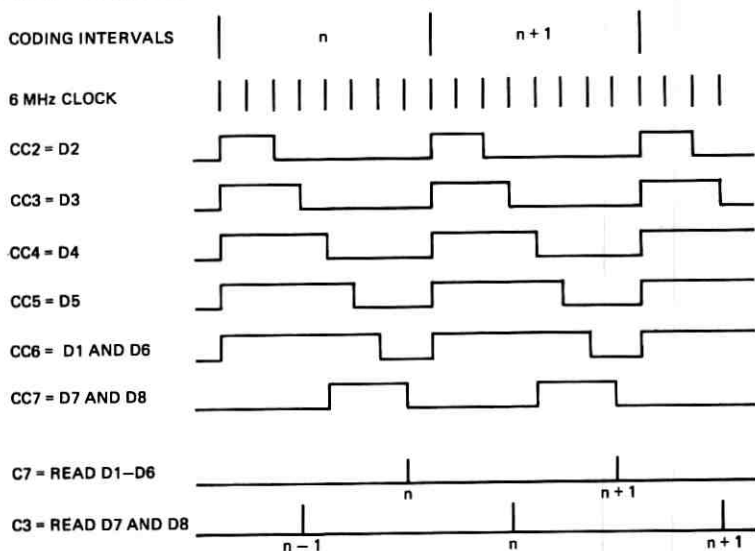 CODING INTERVALS n n + 1
6 MHz CLOCK
CC2 = D2
CC3 = D3
CC4 = D4
CC5 = D5
CC6 = D1 AND D6
CC7 = D7 AND D8
C7 = READ D1–D6
n n + 1
C3 = READ D7 AND D8
n – 1 n n + 1